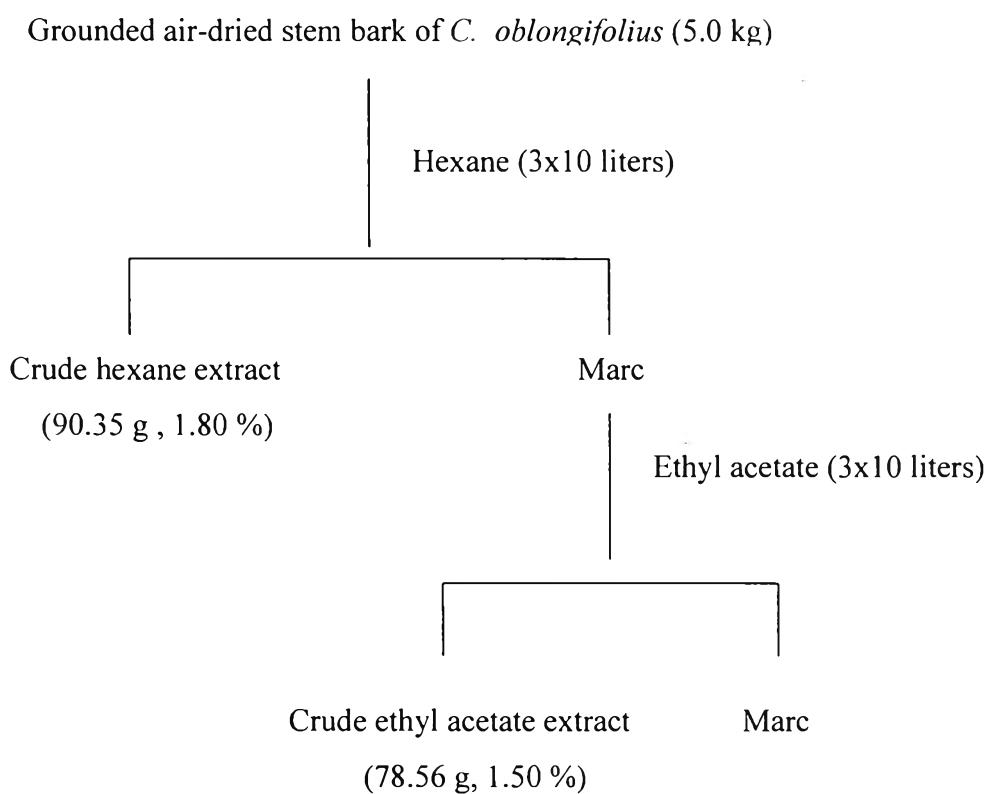 Grounded air-dried stem bark of C. oblongifolius (5.0 kg)
Hexane (3x10 liters)
Crude hexane extract
Marc
(90.35 g , 1.80 %)
Ethyl acetate (3x10 liters)
Crude ethyl acetate extract
Marc
(78.56 g, 1.50 %)